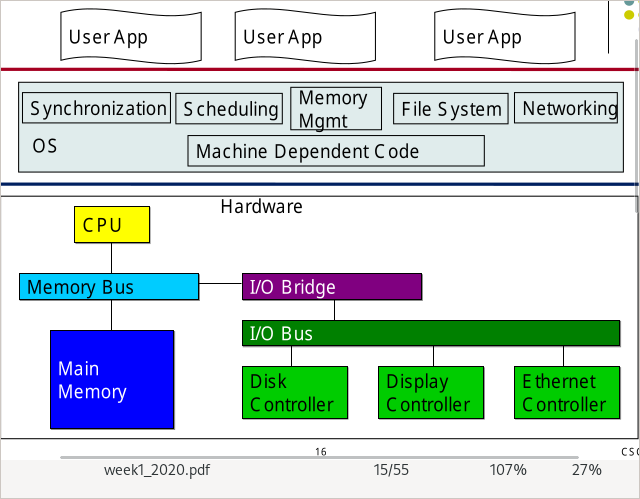 User App User App User App
Synchronization Scheduling Memory Mgmt File System Networking
OS
Machine Dependent Code
Hardware
CPU
Memory Bus I/O Bridge
I/O Bus
Main
Memory
Disk
Controller
Display
Controller
Ethernet
Controller
16
week1_2020.pdf 15/55 107% 27%